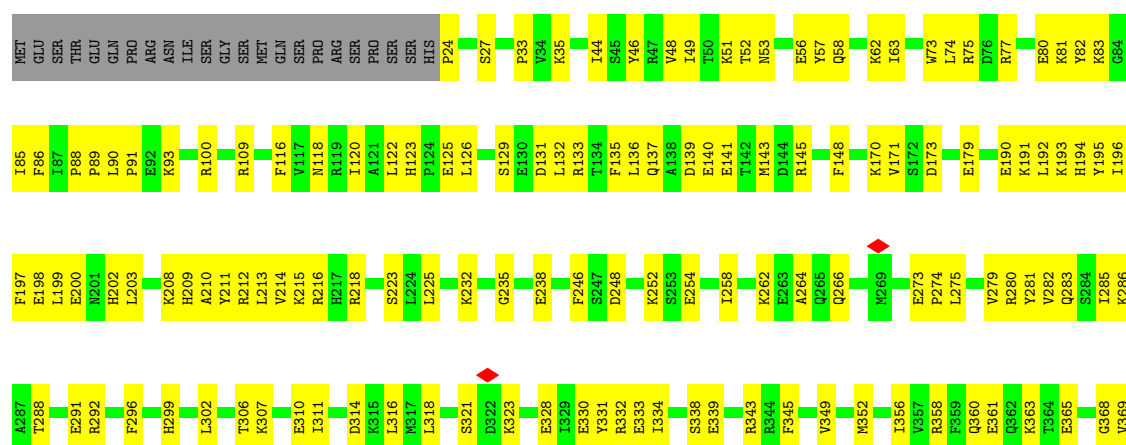 MET GLU SER THR GLU GLN PRO ARG ASN ILE SER GLY SER MET GLN SER PRO ARG SER PRO SER SER HIS P24 S27 P33 V34 K35 I44 S45 Y46 R47 V48 I49 T50 K51 T52 N53 E56 Y57 Q58 K62 I63 W73 L74 R75 D76 R77 E80 K81 Y82 K83 G84
I85 F86 I87 P88 P89 L90 P91 E92 K93 R100 R109 F116 V117 N118 R119 I120 A121 L122 H123 P124 E125 L126 S129 E130 D131 L132 R133 T134 F135 L136 Q137 A138 D139 E140 E141 T142 M143 D144 R145 F148 K170 V171 S172 D173 E179 E190 K191 L192 K193 H194 Y195 I196
F197 E198 L199 E200 N201 H202 L203 K208 H209 A210 Y211 R212 L213 V214 K215 R216 H217 R218 S223 L224 L225 K232 G235 E238 F246 S247 D248 K252 S253 E254 I258 K262 E263 A264 Q265 Q266 M269 E273 P274 L275 V279 R280 Y281 V282 Q283 S284 I285 K286
A287 T288 E291 R292 F296 H299 L302 T306 K307 E310 I311 D314 K315 L316 M317 L318 S321 D322 K323 E328 I329 E330 Y331 R332 E333 I334 S338 E339 R343 R344 F345 V349 M352 I356 V357 R358 F359 Q360 E361 Q362 K363 T364 E365 G368 V369